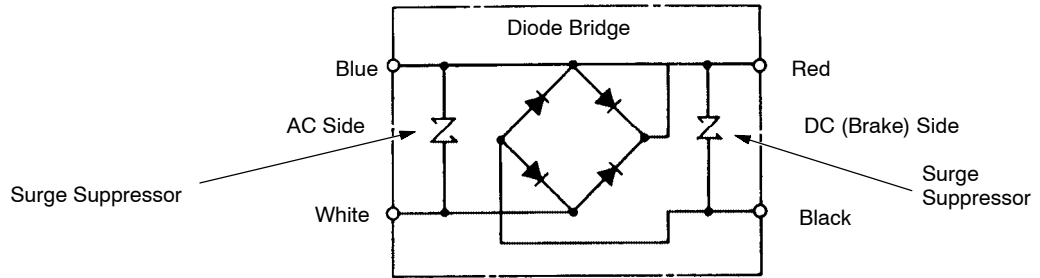 Diode Bridge
Blue
Red
AC Side
DC (Brake) Side
Surge Suppressor
Surge
Suppressor
White
Black